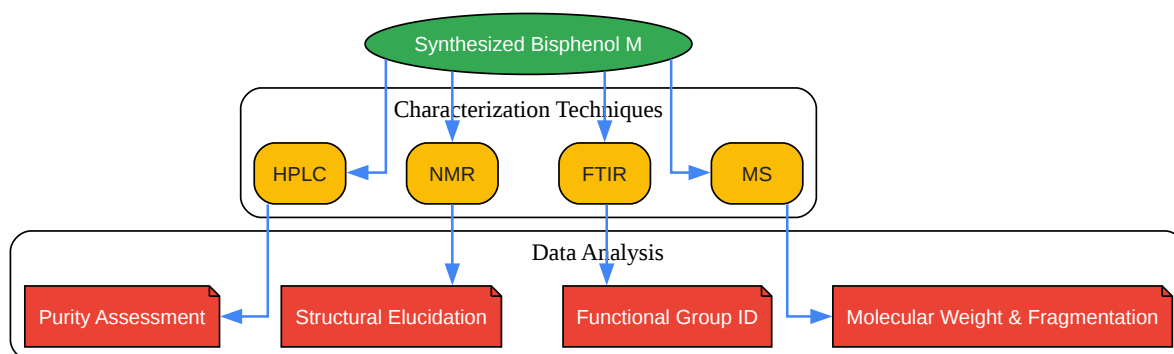 Synthesized Bisphenol M
Characterization Techniques
HPLC
NMR
FTIR
MS
Data Analysis
Purity Assessment
Structural Elucidation
Functional Group ID
Molecular Weight & Fragmentation